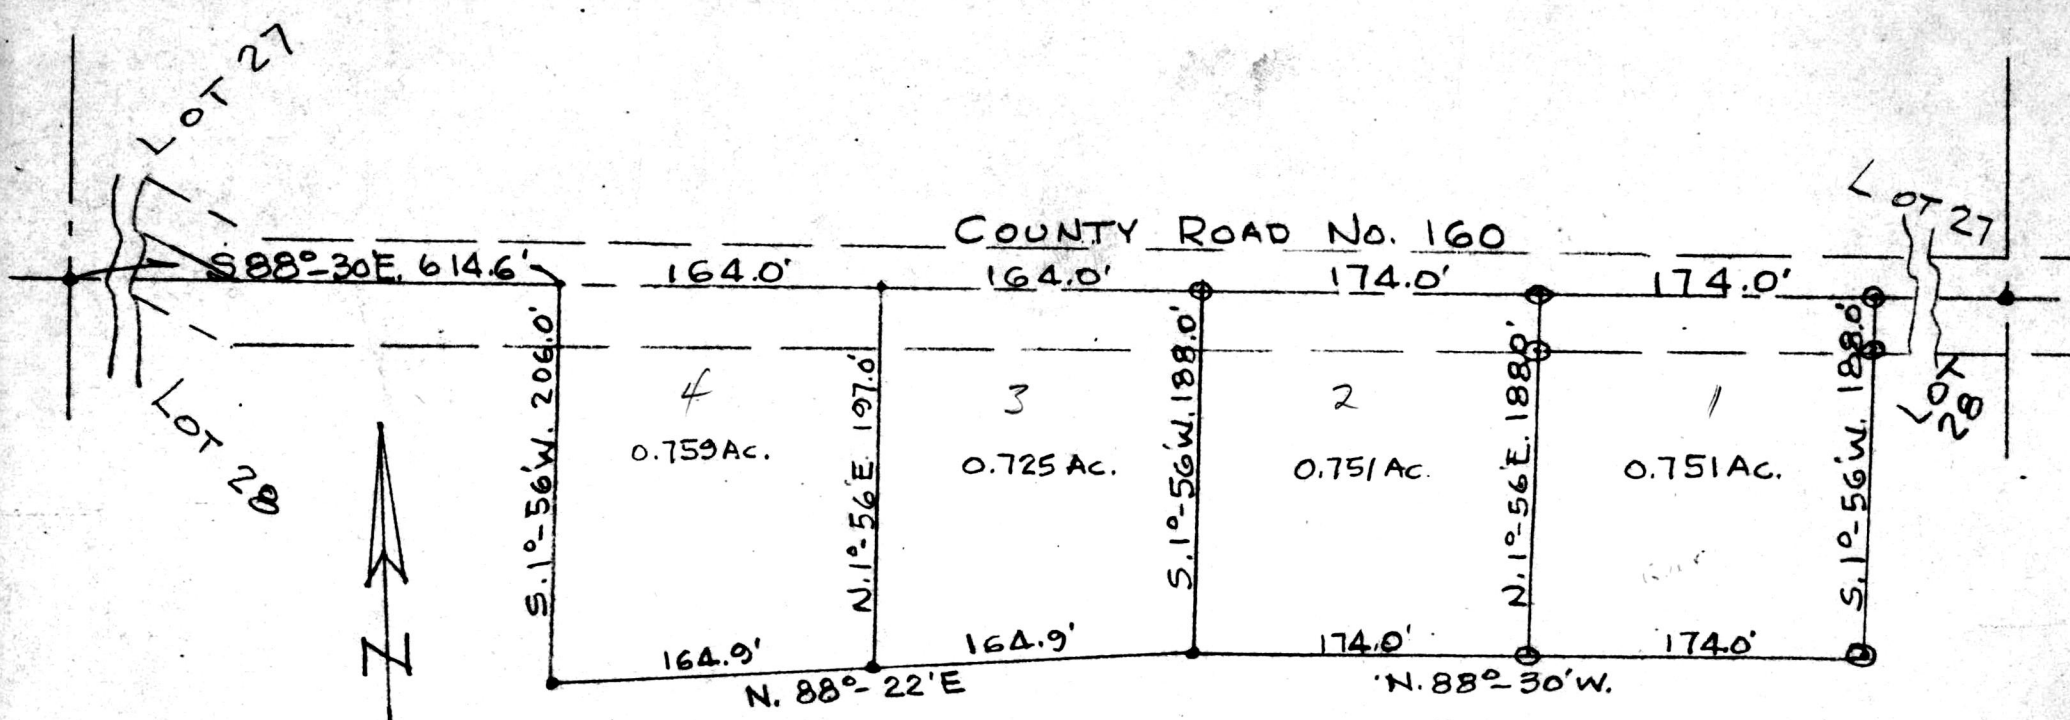 LOT 27
LOT 27
COUNTY ROAD No. 160
S88°-30E. 614.6'
164.0'
164.0'
174.0'
174.0'
S.1°-56'W. 206.0'
N.1°-56'E 197.0'
S.1°-56'W. 188.0'
N.1°-56'E. 188.0'
S.1°-56'W. 188.0'
4
3
2
1
LOT
28
LOT 28
0.759 Ac.
0.725 Ac.
0.751 Ac.
0.751 Ac.
N
164.9'
164.9'
174.0'
174.0'
N. 88°-22'E
N. 88°-30'W.